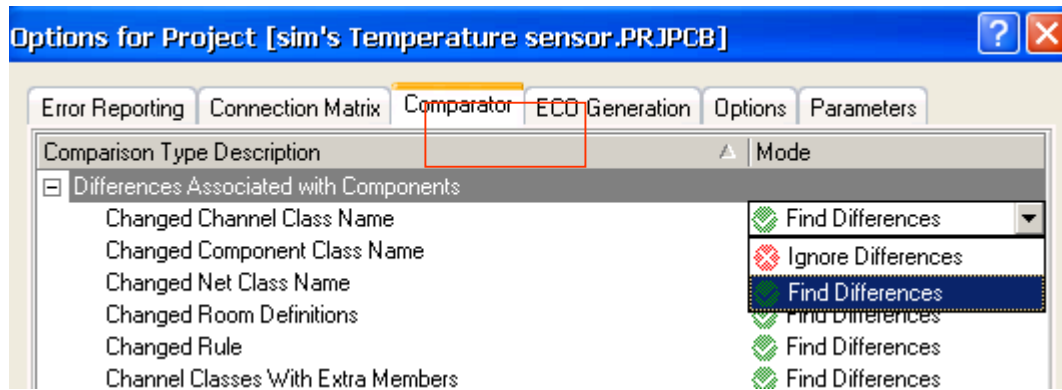 Options for Project [sim's Temperature sensor.PRJPCB]
Error Reporting Connection Matrix Comparator ECO Generation Options Parameters
Comparison Type Description Mode
Differences Associated with Components
Changed Channel Class Name Find Differences
Changed Component Class Name Ignore Differences
Changed Net Class Name Find Differences
Changed Room Definitions Find Differences
Changed Rule Find Differences
Channel Classes With Extra Members Find Differences